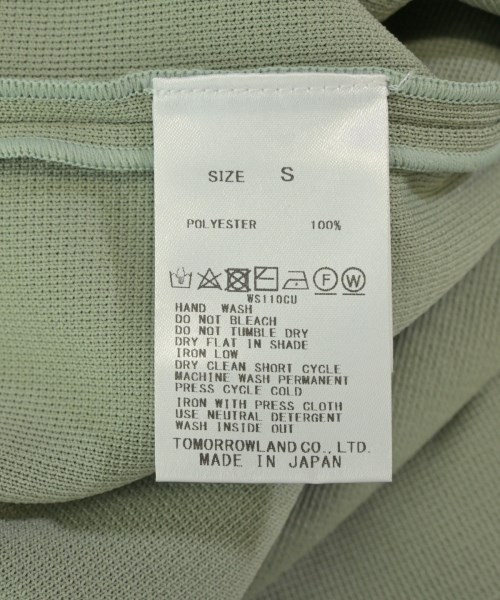 SIZE S
POLYESTER 100%
F W
WS110CU
HAND WASH
DO NOT BLEACH
DO NOT TUMBLE DRY
DRY FLAT IN SHADE
IRON LOW
DRY CLEAN SHORT CYCLE
MACHINE WASH PERMANENT
PRESS CYCLE COLD
IRON WITH PRESS CLOTH
USE NEUTRAL DETERGENT
WASH INSIDE OUT
TOMORROWLAND CO., LTD.
MADE IN JAPAN